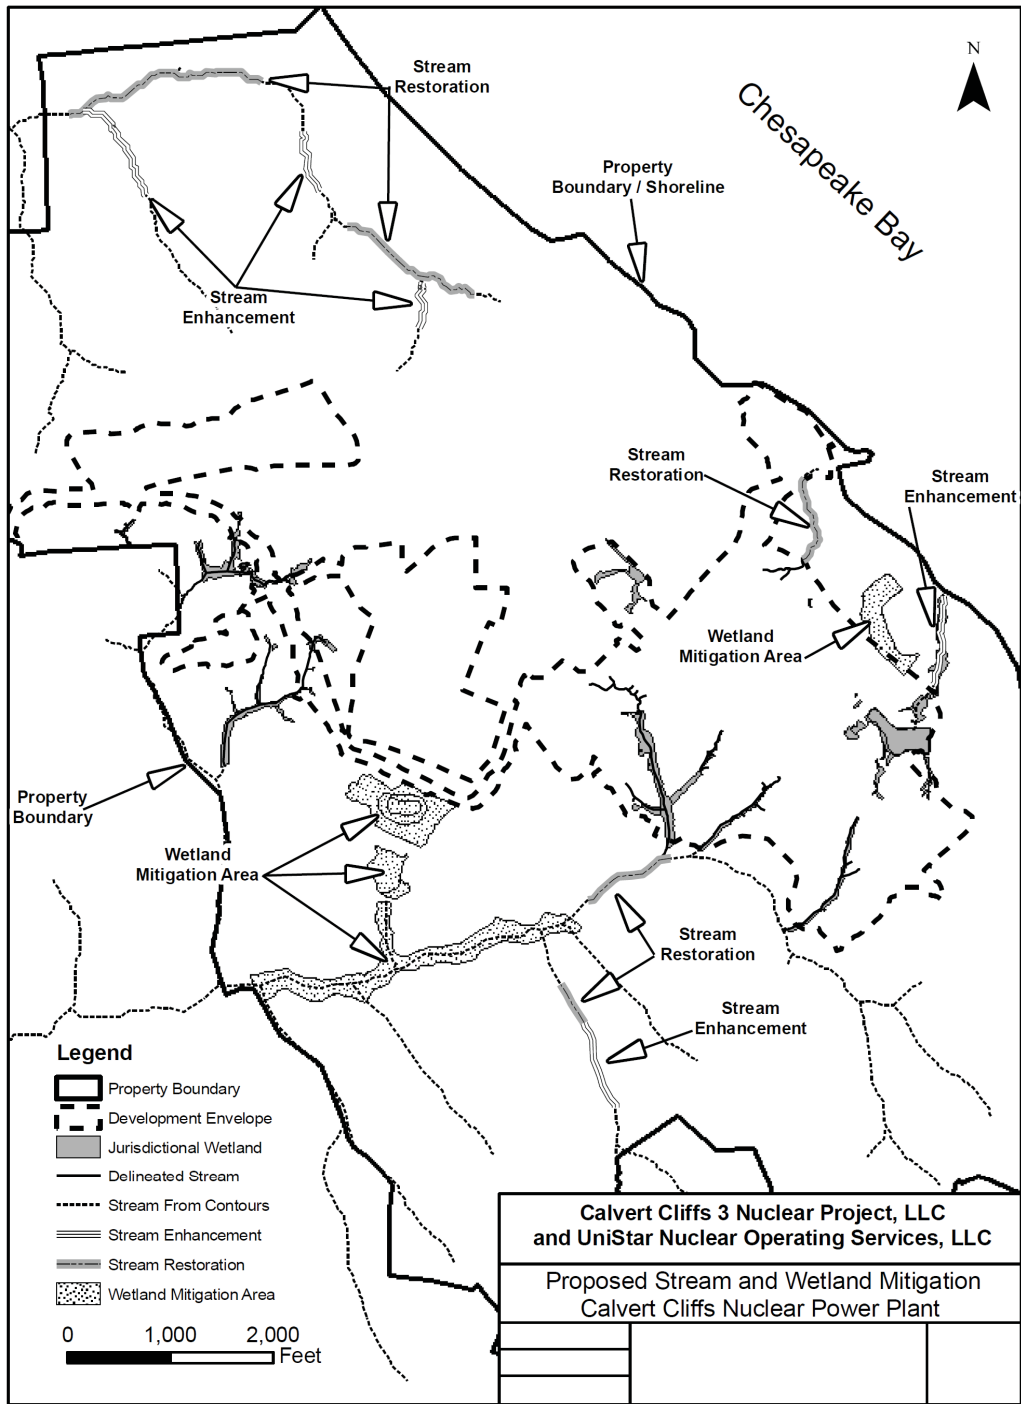 N
Chesapeake Bay
Stream
Restoration
Property
Boundary / Shoreline
Stream
Enhancement
Stream
Restoration
Stream
Enhancement
Wetland
Mitigation Area
Property
Boundary
Wetland
Mitigation Area
Stream
Restoration
Stream
Enhancement
Legend
Property Boundary
Development Envelope
Jurisdictional Wetland
Delineated Stream
Stream From Contours
Stream Enhancement
Stream Restoration
Wetland Mitigation Area
0 1,000 2,000
Feet
Calvert Cliffs 3 Nuclear Project, LLC
and UniStar Nuclear Operating Services, LLC
Proposed Stream and Wetland Mitigation
Calvert Cliffs Nuclear Power Plant